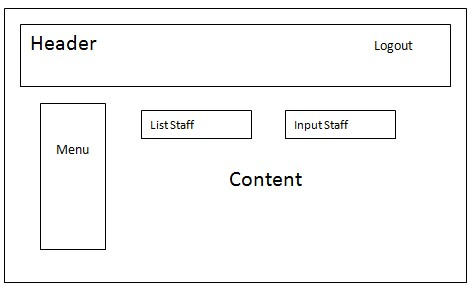 Header
Logout
Menu
List Staff
Input Staff
Content